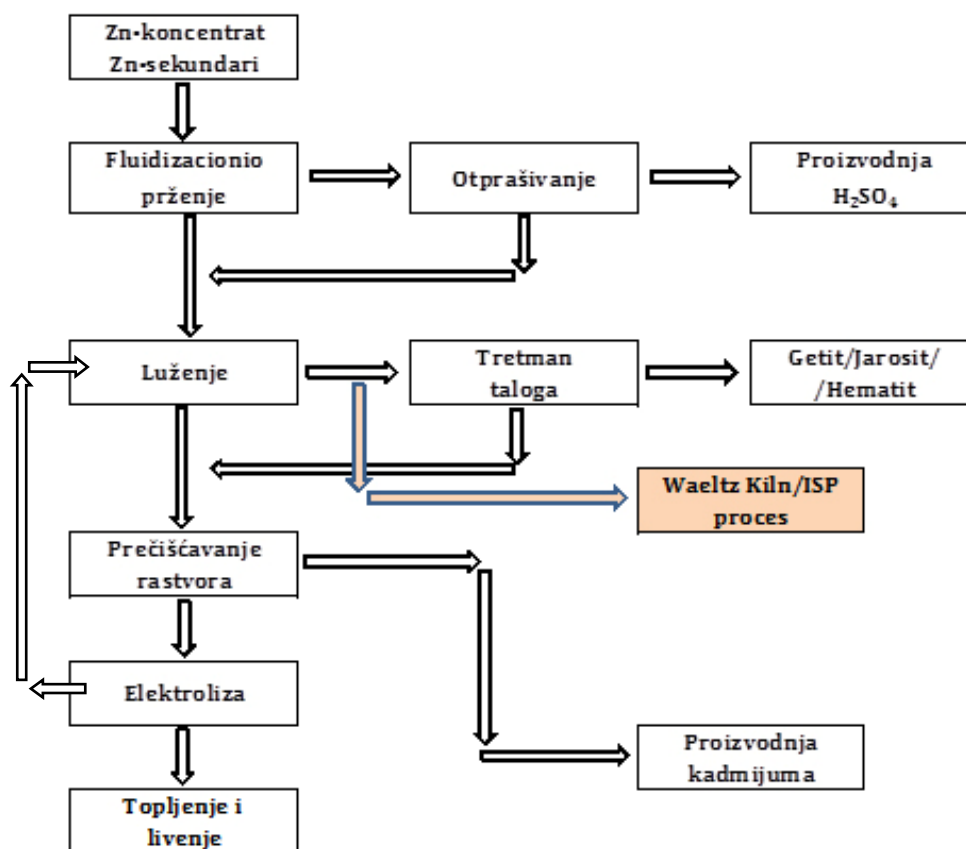 Zn-koncentrat
Zn-sekundari
Fluidizacionio
prženje
Otprašivanje
Proizvodnja
H₂SO₄
Luženje
Tretman
taloga
Getit/Jarosit/
/Hematit
Waeltz Kiln/ISP
proces
Prečišćavanje
rastvora
Elektroliza
Proizvodnja
kadmijuma
Topljenje i
livenje